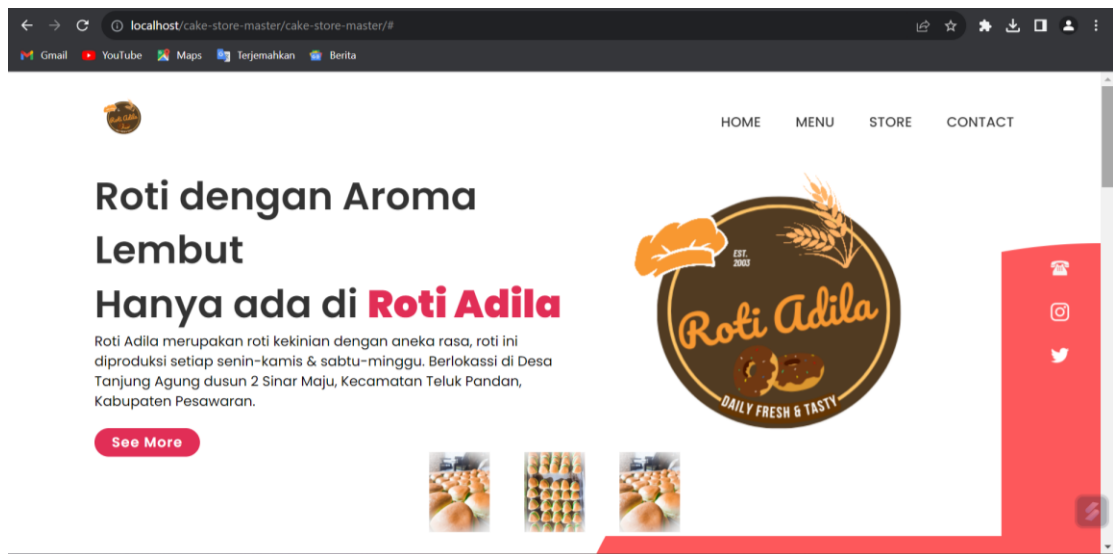 localhost/cake-store-master/cake-store-master/#
Gmail YouTube Maps Terjemahkan Berita
Roti Adila
HOME MENU STORE CONTACT
Roti dengan Aroma
Lembut
Hanya ada di Roti Adila
Roti Adila merupakan roti kekinian dengan aneka rasa, roti ini
diproduksi setiap senin-kamis & sabtu-minggu. Berlokassi di Desa
Tanjung Agung dusun 2 Sinar Maju, Kecamatan Teluk Pandan,
Kabupaten Pesawaran.
See More
EST.
2003
Roti Adila
DAILY FRESH & TASTY